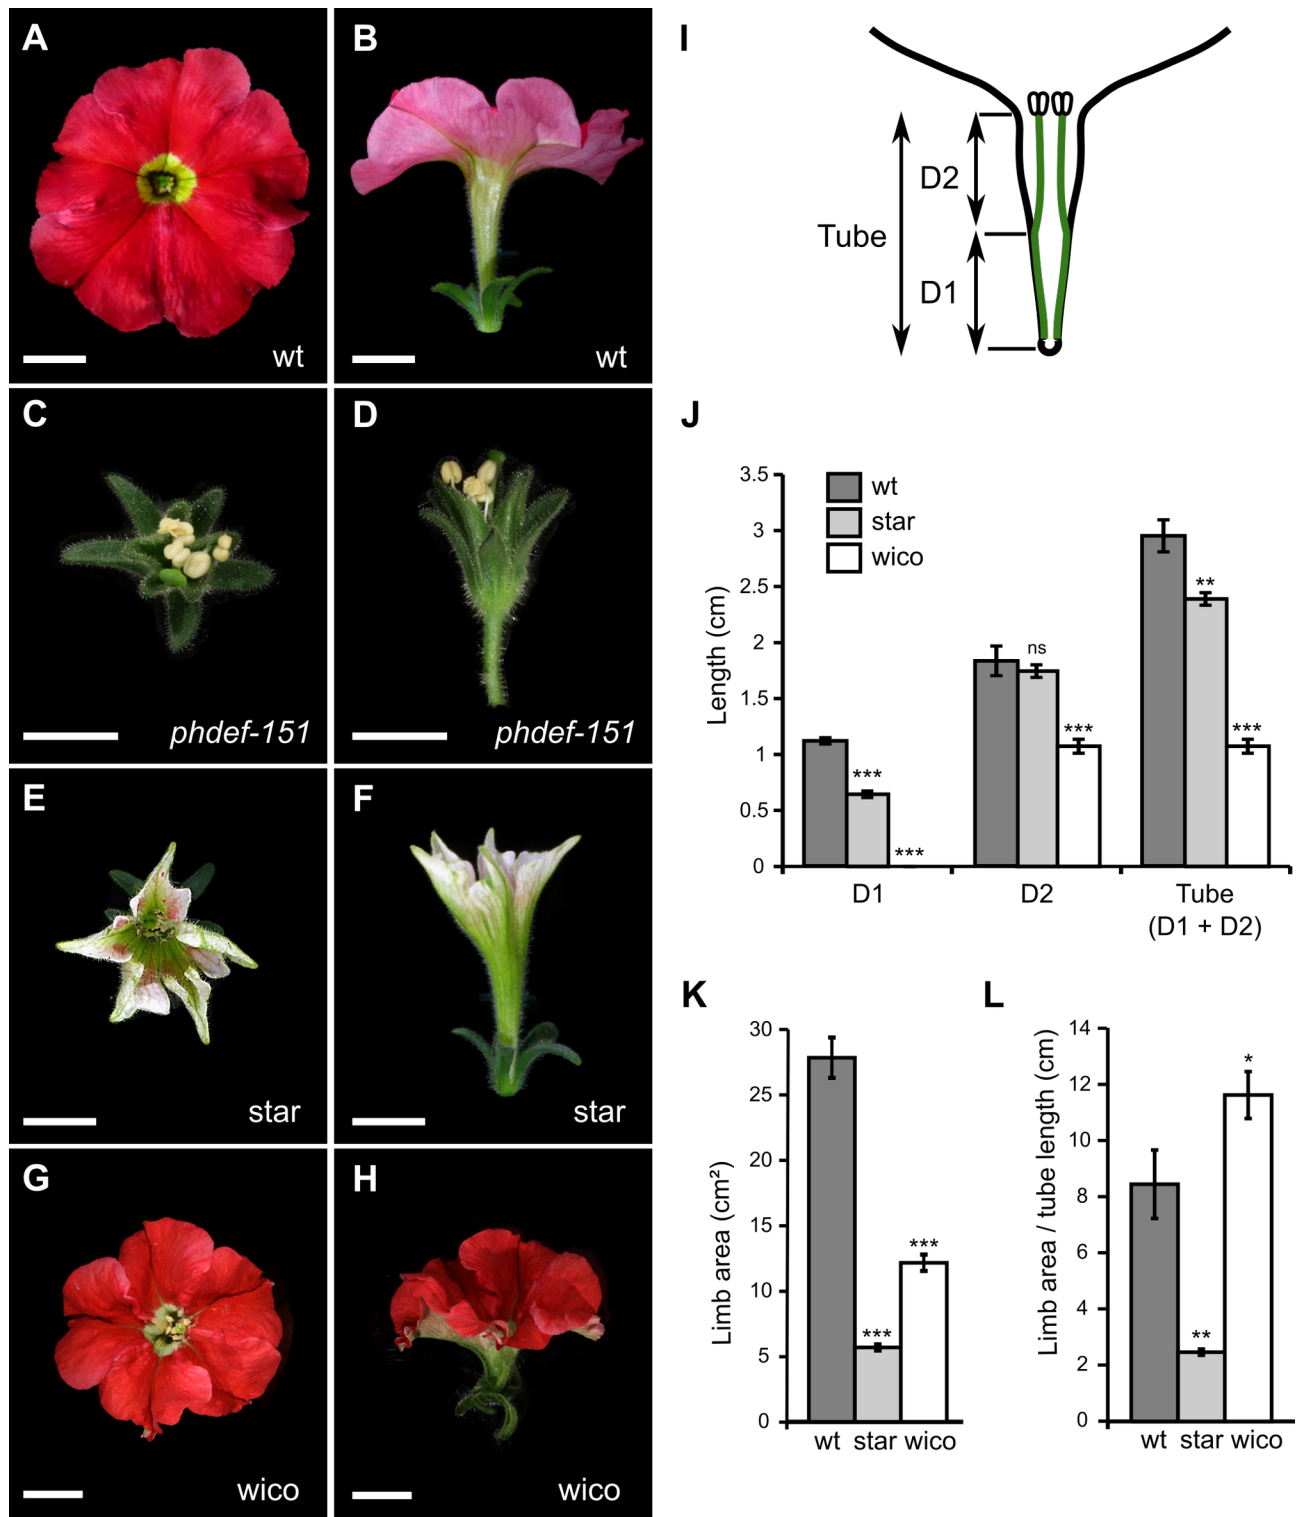 A
wt
B
wt
C
phdef-151
D
phdef-151
E
star
F
star
G
wico
H
wico
I
Tube
D2
D1
J
Length (cm)
3.5
3
2.5
2
1.5
1
0.5
0
wt
star
wico
***
***
ns
***
**
***
D1
D2
Tube
(D1 + D2)
K
Limb area (cm²)
30
25
20
15
10
5
0
***
***
wt star wico
L
Limb area / tube length (cm)
14
12
10
8
6
4
2
0
**
*
wt star wico